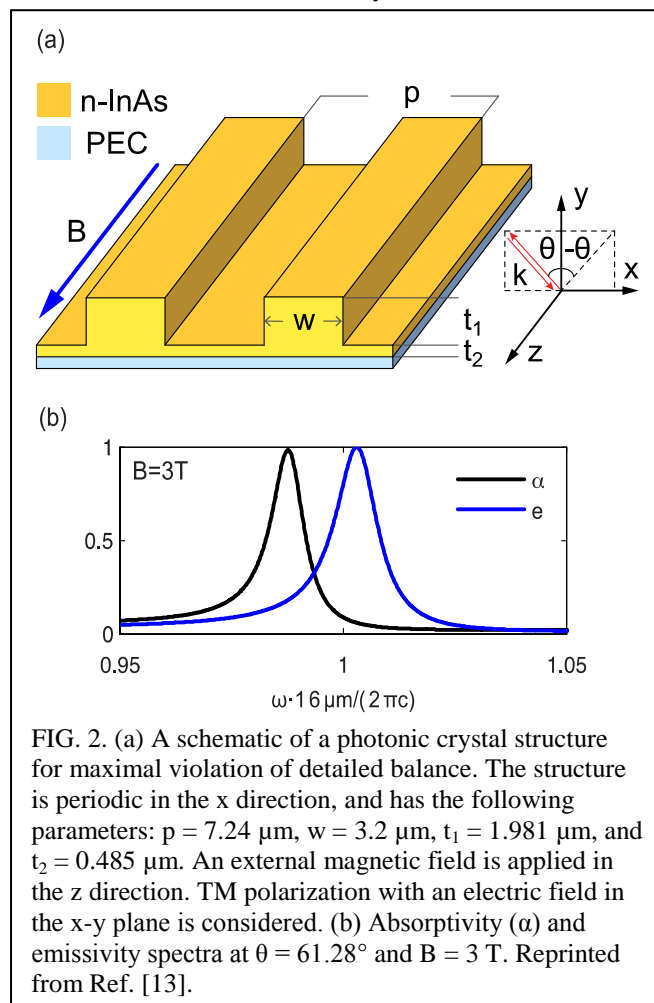 (a)
n-InAs
PEC
p
B
w
t₁
t₂
y
θ -θ
k
x
z
(b)
B=3T
α
e
1
0.5
0
0.95 1 1.05
ω·16 μm/(2πc)
FIG. 2. (a) A schematic of a photonic crystal structure
for maximal violation of detailed balance. The structure
is periodic in the x direction, and has the following
parameters: p = 7.24 μm, w = 3.2 μm, t₁ = 1.981 μm, and
t₂ = 0.485 μm. An external magnetic field is applied in
the z direction. TM polarization with an electric field in
the x-y plane is considered. (b) Absorptivity (α) and
emissivity spectra at θ = 61.28° and B = 3 T. Reprinted
from Ref. [13].